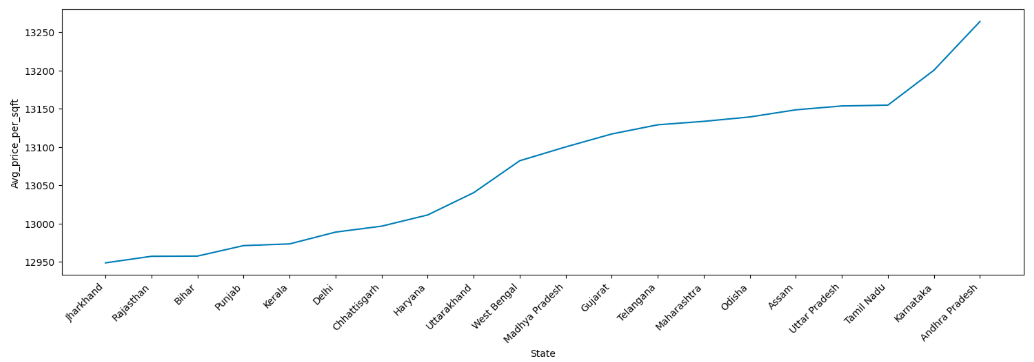 13250
13200
13150
13100
13050
13000
12950
Avg_price_per_sqft
Jharkhand
Rajasthan
Bihar
Punjab
Kerala
Delhi
Chhattisgarh
Haryana
Uttarakhand
West Bengal
Madhya Pradesh
Gujarat
Telangana
Maharashtra
Odisha
Assam
Uttar Pradesh
Tamil Nadu
Karnataka
Andhra Pradesh
State